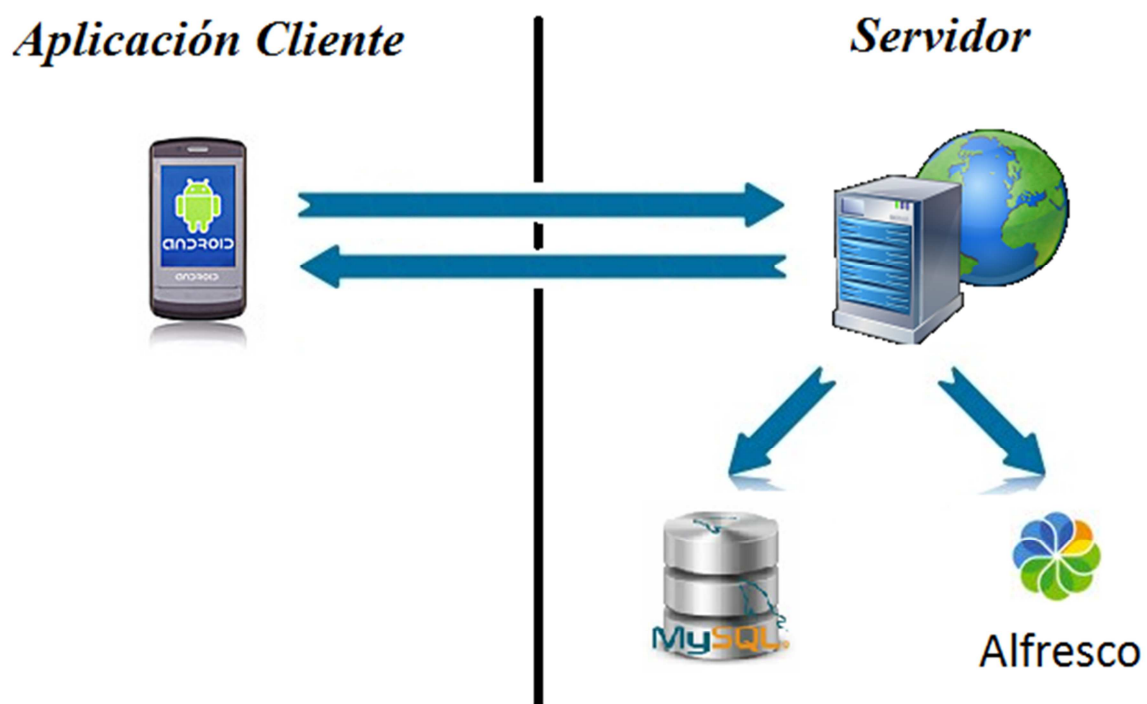 Aplicación Cliente
Servidor
ANDROID
ANDROID
MySQL®
Alfresco